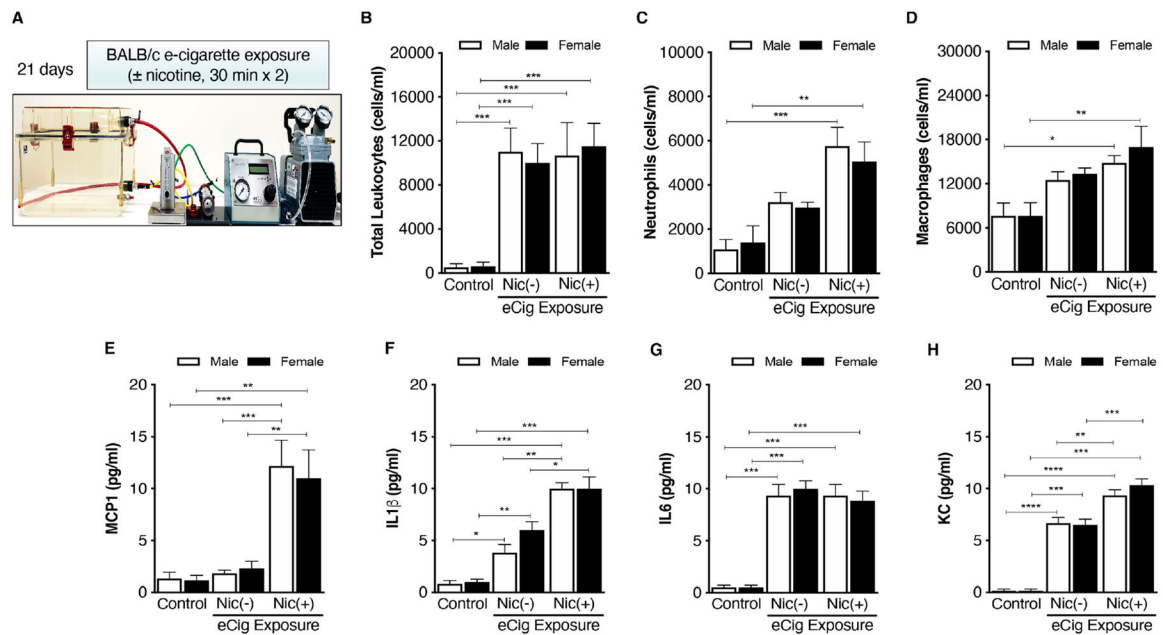 A
21 days
BALB/c e-cigarette exposure
(± nicotine, 30 min x 2)
B
Male Female
Total Leukocytes (cells/ml)
20000
16000
12000
8000
4000
0
***
***
***
***
Control Nic(-) Nic(+)
eCig Exposure
C
Male Female
Neutrophils (cells/ml)
10000
8000
6000
4000
2000
0
**
***
Control Nic(-) Nic(+)
eCig Exposure
D
Male Female
Macrophages (cells/ml)
30000
24000
18000
12000
6000
0
**
*
Control Nic(-) Nic(+)
eCig Exposure
E
Male Female
MCP1 (pg/ml)
20
15
10
5
0
**
***
***
**
Control Nic(-) Nic(+)
eCig Exposure
F
Male Female
IL1β (pg/ml)
20
15
10
5
0
***
***
**
*
**
*
Control Nic(-) Nic(+)
eCig Exposure
G
Male Female
IL6 (pg/ml)
20
15
10
5
0
***
***
***
***
Control Nic(-) Nic(+)
eCig Exposure
H
Male Female
KC (pg/ml)
20
15
10
5
0
***
**
***
****
***
****
Control Nic(-) Nic(+)
eCig Exposure